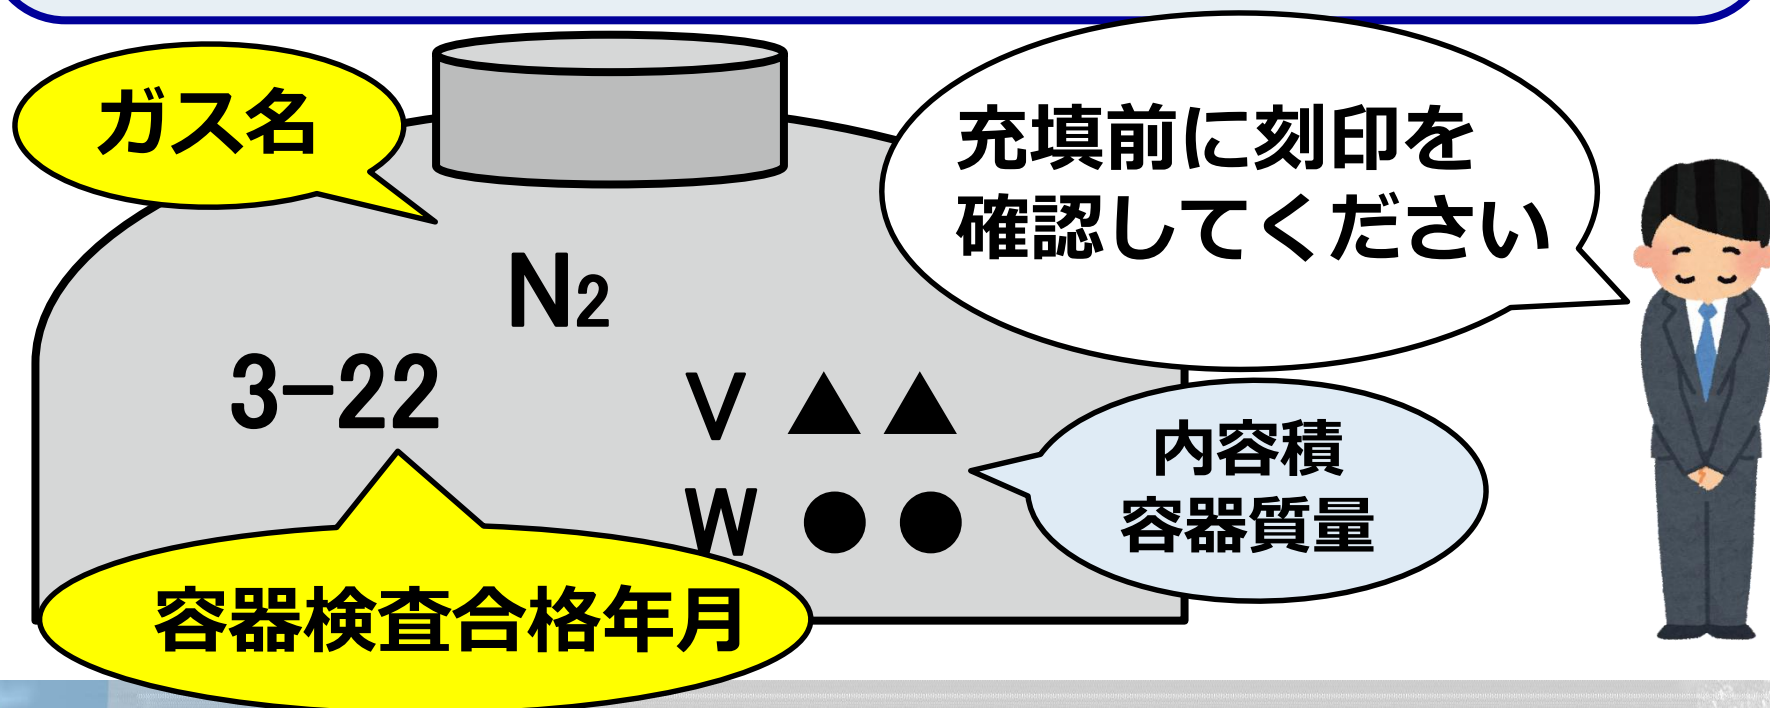 ガス名
充填前に刻印を
確認してください
N2
3-22
V ▲▲
W ●●
内容積
容器質量
容器検査合格年月